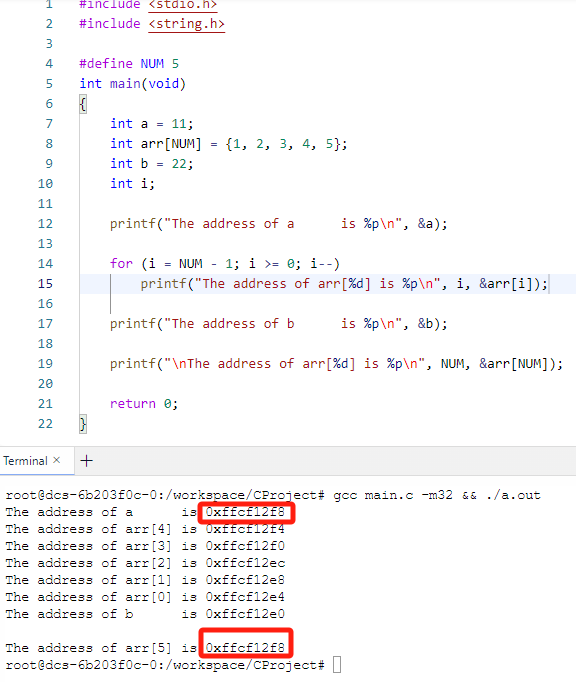 1 #include <stdio.h>
2 #include <string.h>
3
4 #define NUM 5
5 int main(void)
6 {
7     int a = 11;
8     int arr[NUM] = {1, 2, 3, 4, 5};
9     int b = 22;
10     int i;
11
12     printf("The address of a      is %p\n", &a);
13
14     for (i = NUM - 1; i >= 0; i--)
15         printf("The address of arr[%d] is %p\n", i, &arr[i]);
16
17     printf("The address of b      is %p\n", &b);
18
19     printf("\nThe address of arr[%d] is %p\n", NUM, &arr[NUM]);
20
21     return 0;
22 }
Terminal × +
root@dcs-6b203f0c-0:/workspace/CProject# gcc main.c -m32 && ./a.out
The address of a      is 0xffcf12f8
The address of arr[4] is 0xffcf12f4
The address of arr[3] is 0xffcf12f0
The address of arr[2] is 0xffcf12ec
The address of arr[1] is 0xffcf12e8
The address of arr[0] is 0xffcf12e4
The address of b      is 0xffcf12e0

The address of arr[5] is 0xffcf12f8
root@dcs-6b203f0c-0:/workspace/CProject#